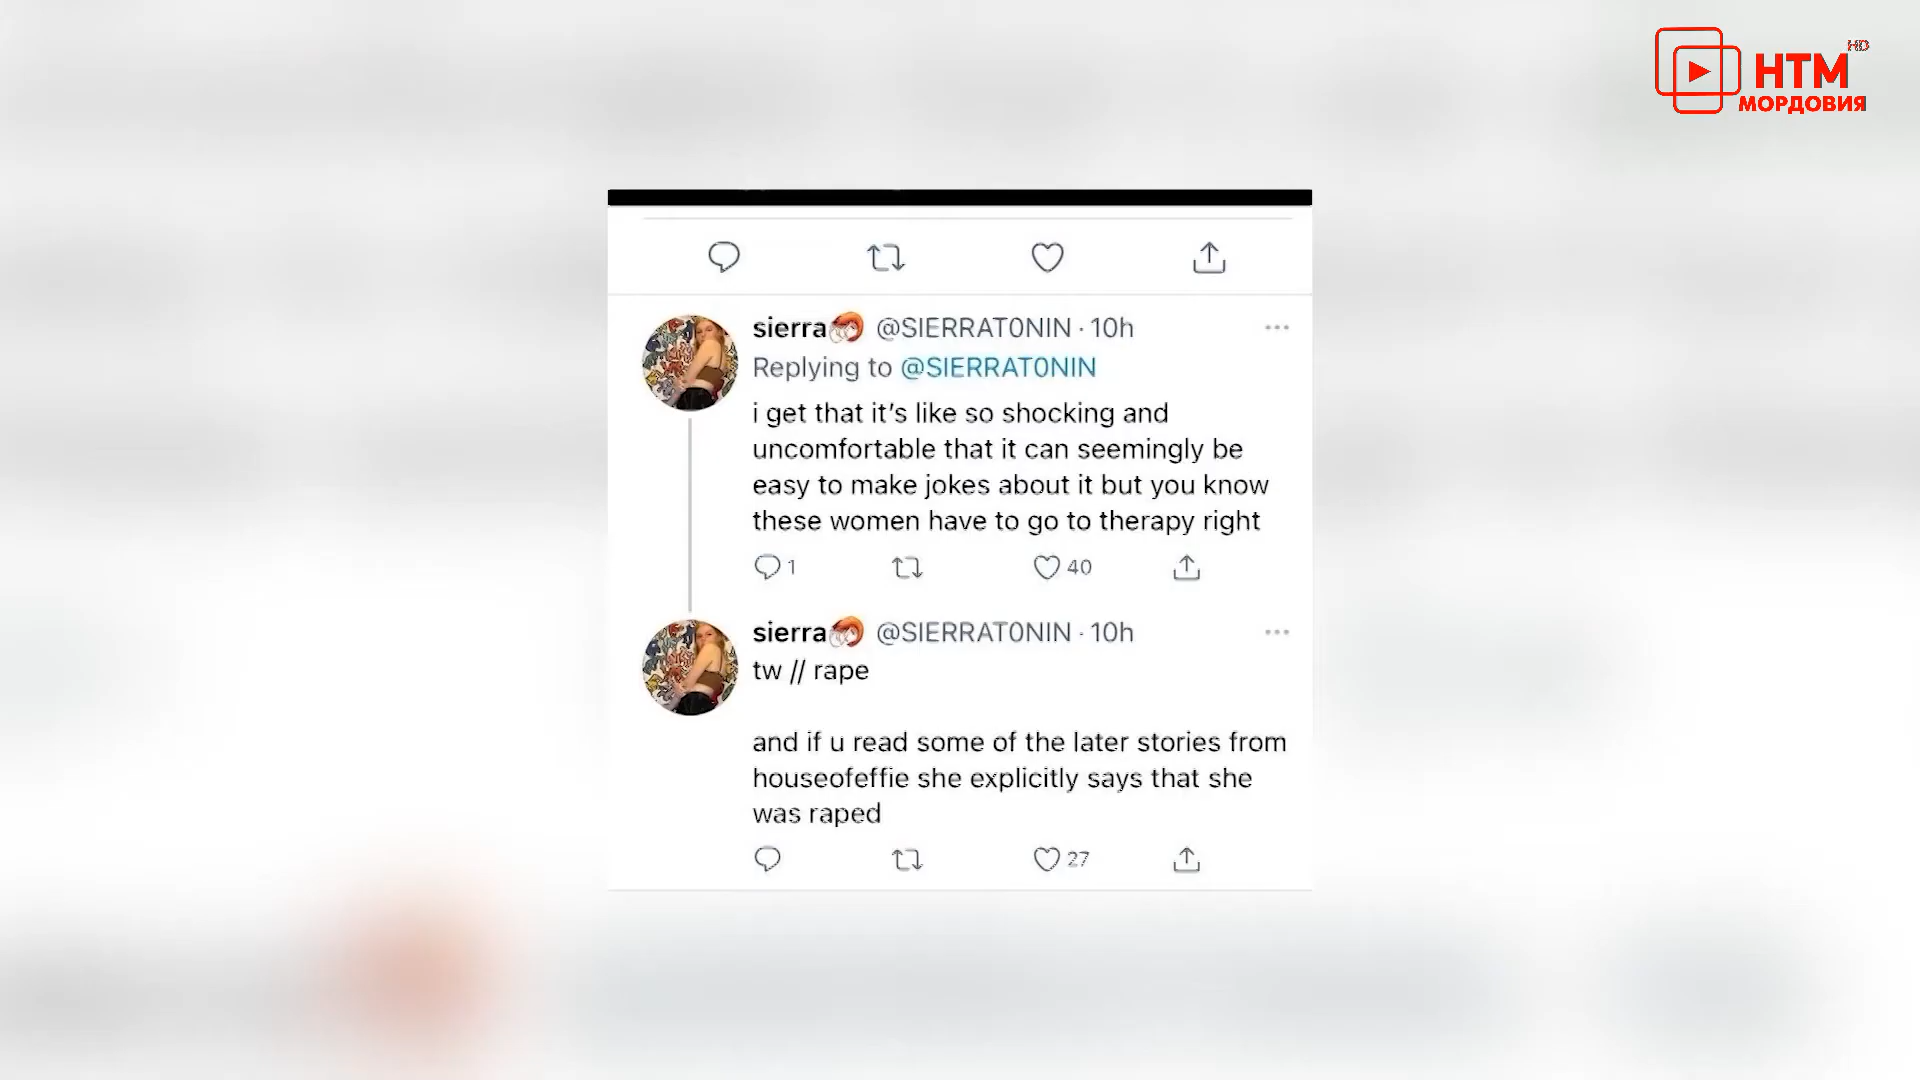 НТМ HD
МОРДОВИЯ
sierra @SIERRAT0NIN · 10h
Replying to @SIERRAT0NIN
i get that it's like so shocking and
uncomfortable that it can seemingly be
easy to make jokes about it but you know
these women have to go to therapy right
1 40
sierra @SIERRAT0NIN · 10h
tw // rape
and if u read some of the later stories from
houseofeffie she explicitly says that she
was raped
27